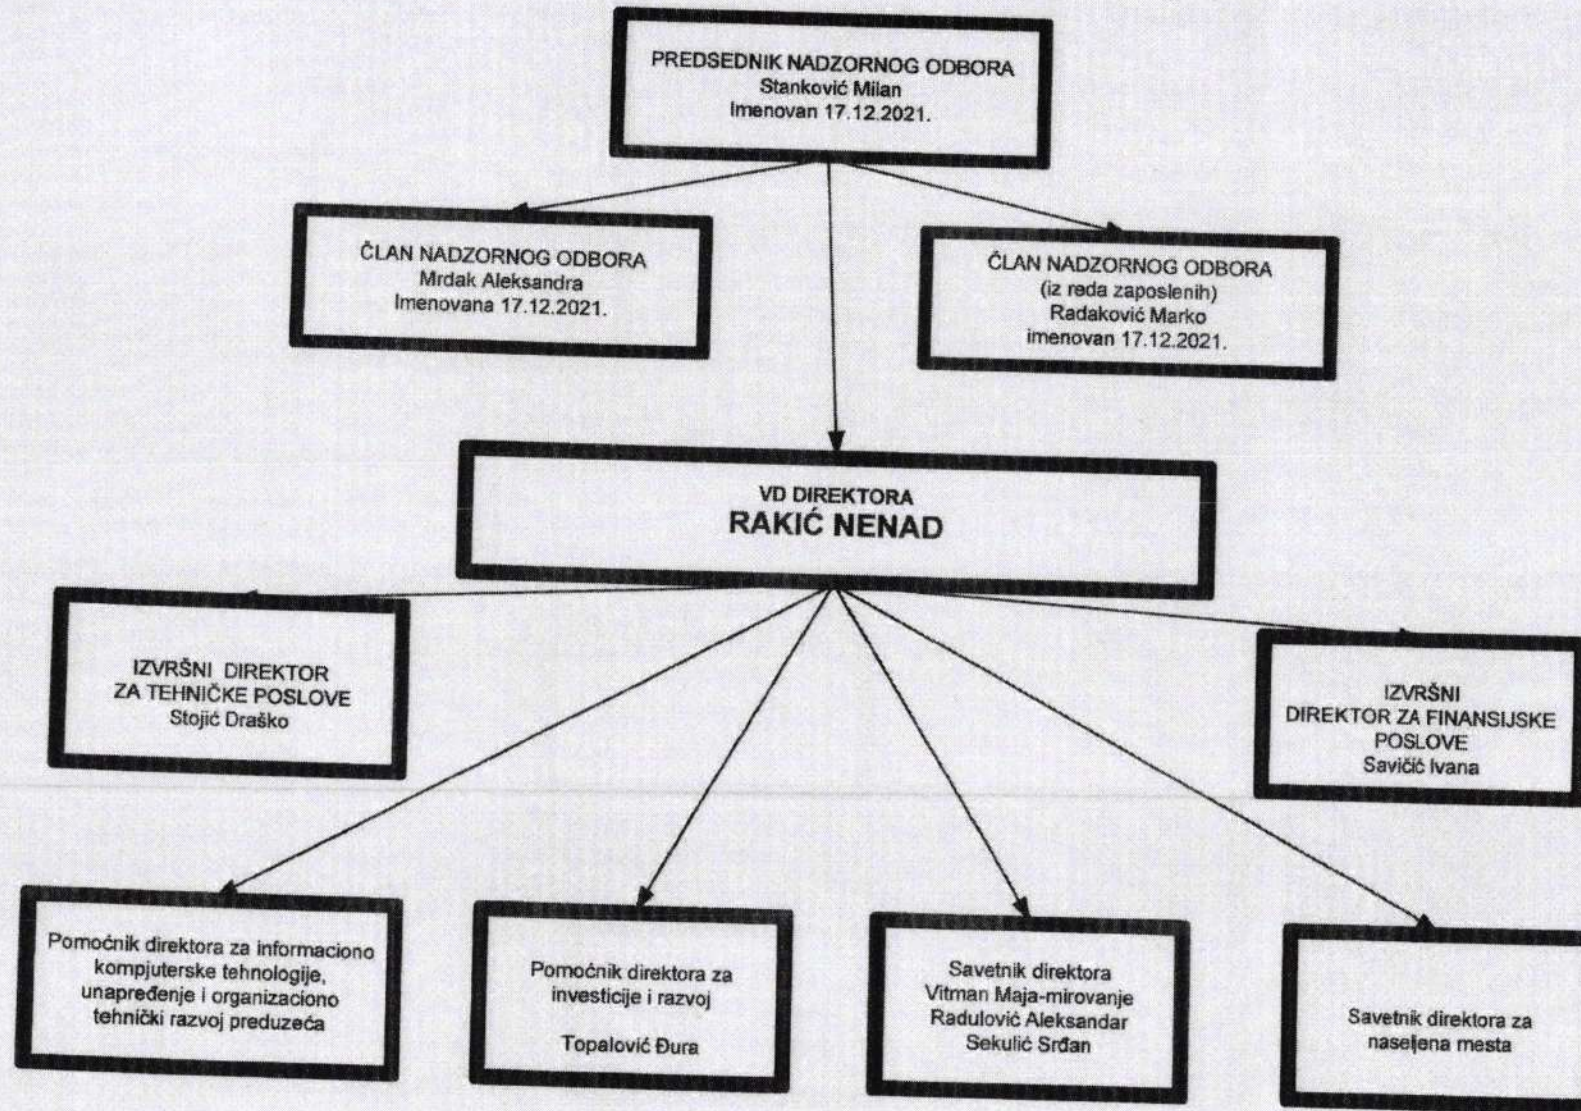 PREDSEDNIK NADZORNOG ODBORA
Stanković Milan
Imenovan 17.12.2021.
ČLAN NADZORNOG ODBORA
Mrdak Aleksandra
Imenovana 17.12.2021.
ČLAN NADZORNOG ODBORA
(iz reda zaposlenih)
Radaković Marko
imenovan 17.12.2021.
VD DIREKTORA
RAKIĆ NENAD
IZVRŠNI DIREKTOR
ZA TEHNIČKE POSLOVE
Stojić Draško
IZVRŠNI
DIREKTOR ZA FINANSIJSKE
POSLOVE
Savičić Ivana
Pomoćnik direktora za informaciono
kompjuterske tehnologije,
unapređenje i organizaciono
tehnički razvoj preduzeća
Pomoćnik direktora za
investicije i razvoj
Topalović Đura
Savetnik direktora
Vitman Maja-mirovanje
Radulović Aleksandar
Sekulić Srđan
Savetnik direktora za
naseljena mesta